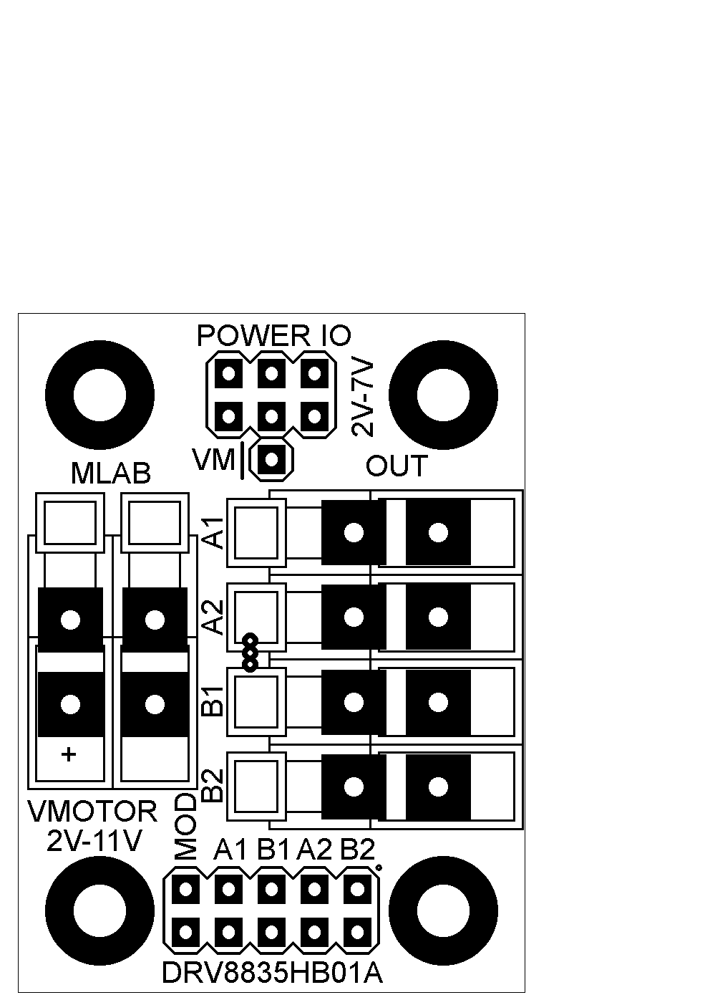 POWER IO
2V-7V
VM
OUT
MLAB
A1
A2
B1
B2
+
VMOTOR
2V-11V
MOD
A1 B1 A2 B2
DRV8835HB01A